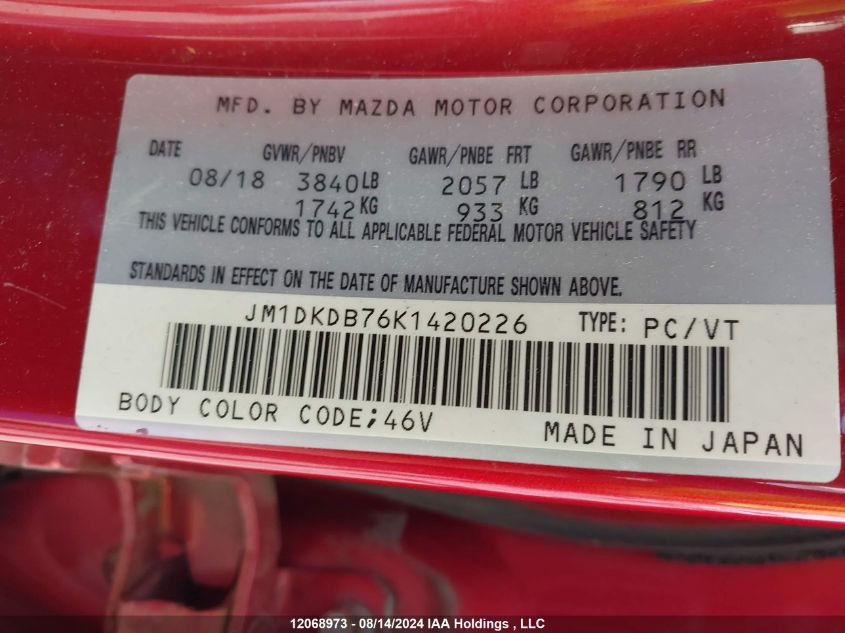 MFD. BY MAZDA MOTOR CORPORATION
DATE GVWR/PNBV GAWR/PNBE FRT GAWR/PNBE RR
08/18 3840LB 2057 LB 1790 LB
1742KG 933 KG 812 KG
THIS VEHICLE CONFORMS TO ALL APPLICABLE FEDERAL MOTOR VEHICLE SAFETY
STANDARDS IN EFFECT ON THE DATE OF MANUFACTURE SHOWN ABOVE.
JM1DKDB76K1420226 TYPE: PC/VT
BODY COLOR CODE;46V
MADE IN JAPAN
12068973 - 08/14/2024 IAA Holdings , LLC